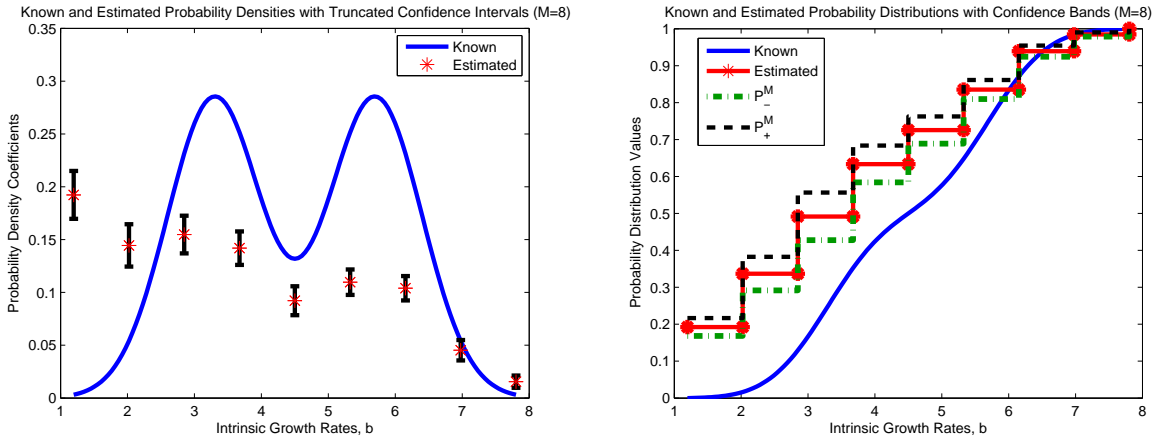 Known and Estimated Probability Densities with Truncated Confidence Intervals (M=8)
0.35
0.3
0.25
0.2
0.15
0.1
0.05
0
Probability Density Coefficients
Known
Estimated
1 2 3 4 5 6 7 8
Intrinsic Growth Rates, b
Known and Estimated Probability Distributions with Confidence Bands (M=8)
1
0.9
0.8
0.7
0.6
0.5
0.4
0.3
0.2
0.1
0
Probability Distribution Values
Known
Estimated
P_-^M
P_+^M
1 2 3 4 5 6 7 8
Intrinsic Growth Rates, b